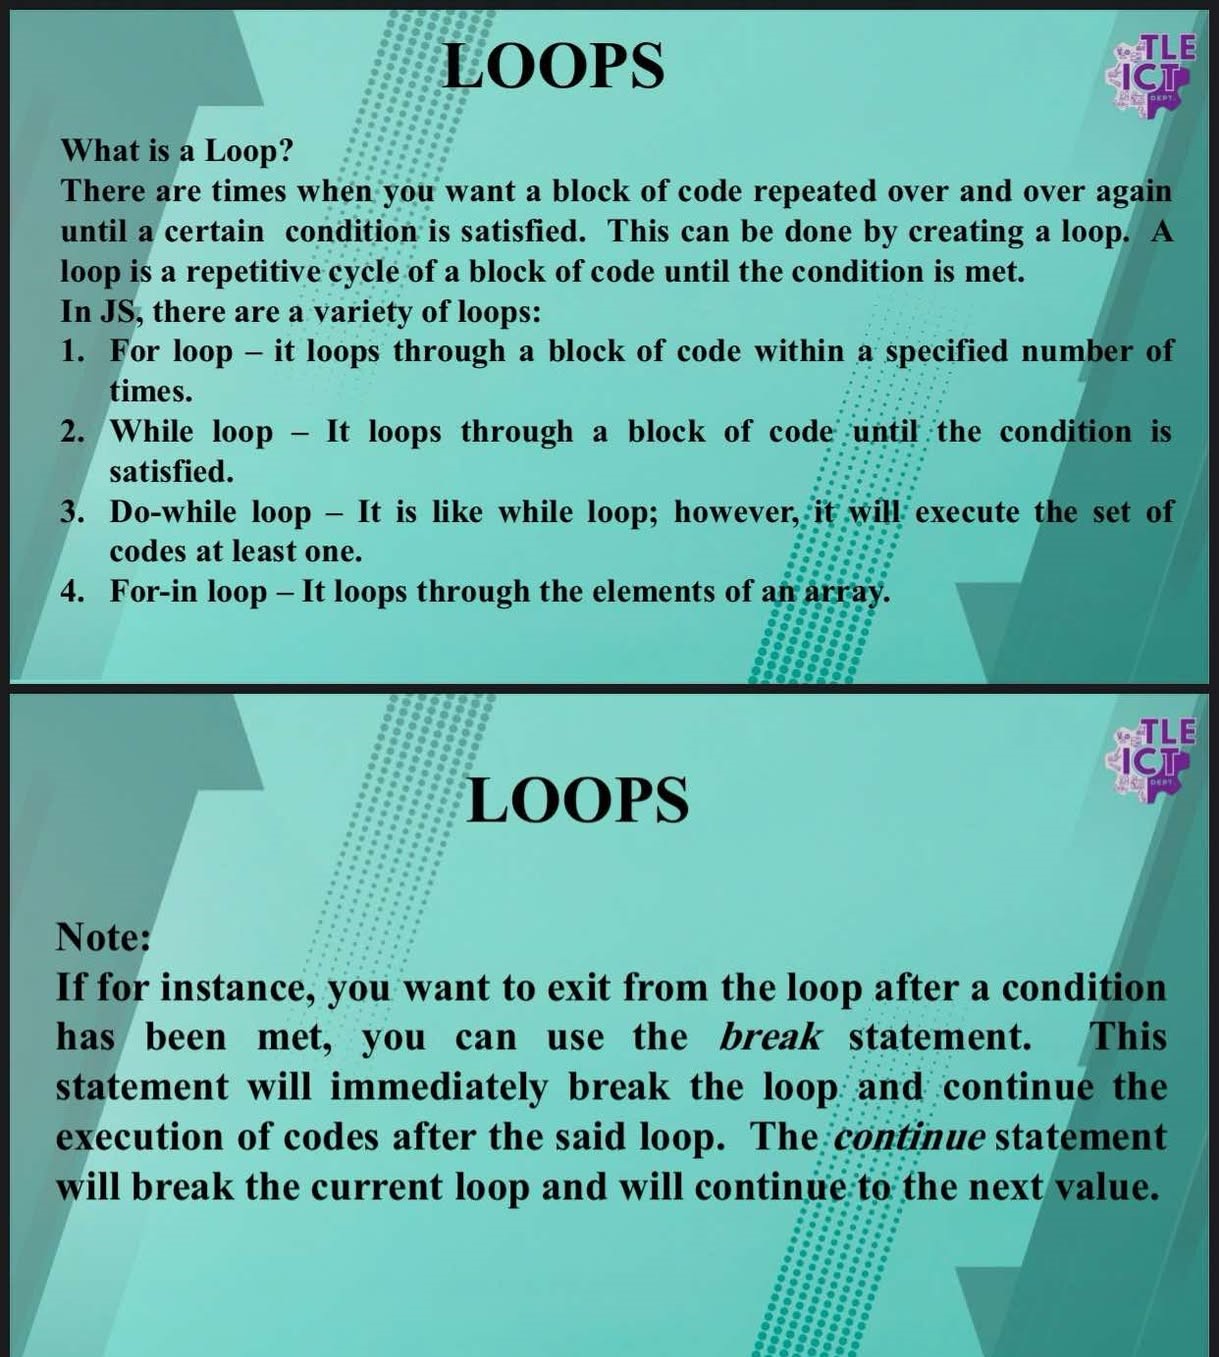 LOOPS
TLE
ICT
DEPT.
What is a Loop?
There are times when you want a block of code repeated over and over again
until a certain condition is satisfied. This can be done by creating a loop. A
loop is a repetitive cycle of a block of code until the condition is met.
In JS, there are a variety of loops:
1. For loop – it loops through a block of code within a specified number of
times.
2. While loop – It loops through a block of code until the condition is
satisfied.
3. Do-while loop – It is like while loop; however, it will execute the set of
codes at least one.
4. For-in loop – It loops through the elements of an array.
TLE
ICT
DEPT.
LOOPS
Note:
If for instance, you want to exit from the loop after a condition
has been met, you can use the break statement. This
statement will immediately break the loop and continue the
execution of codes after the said loop. The continue statement
will break the current loop and will continue to the next value.